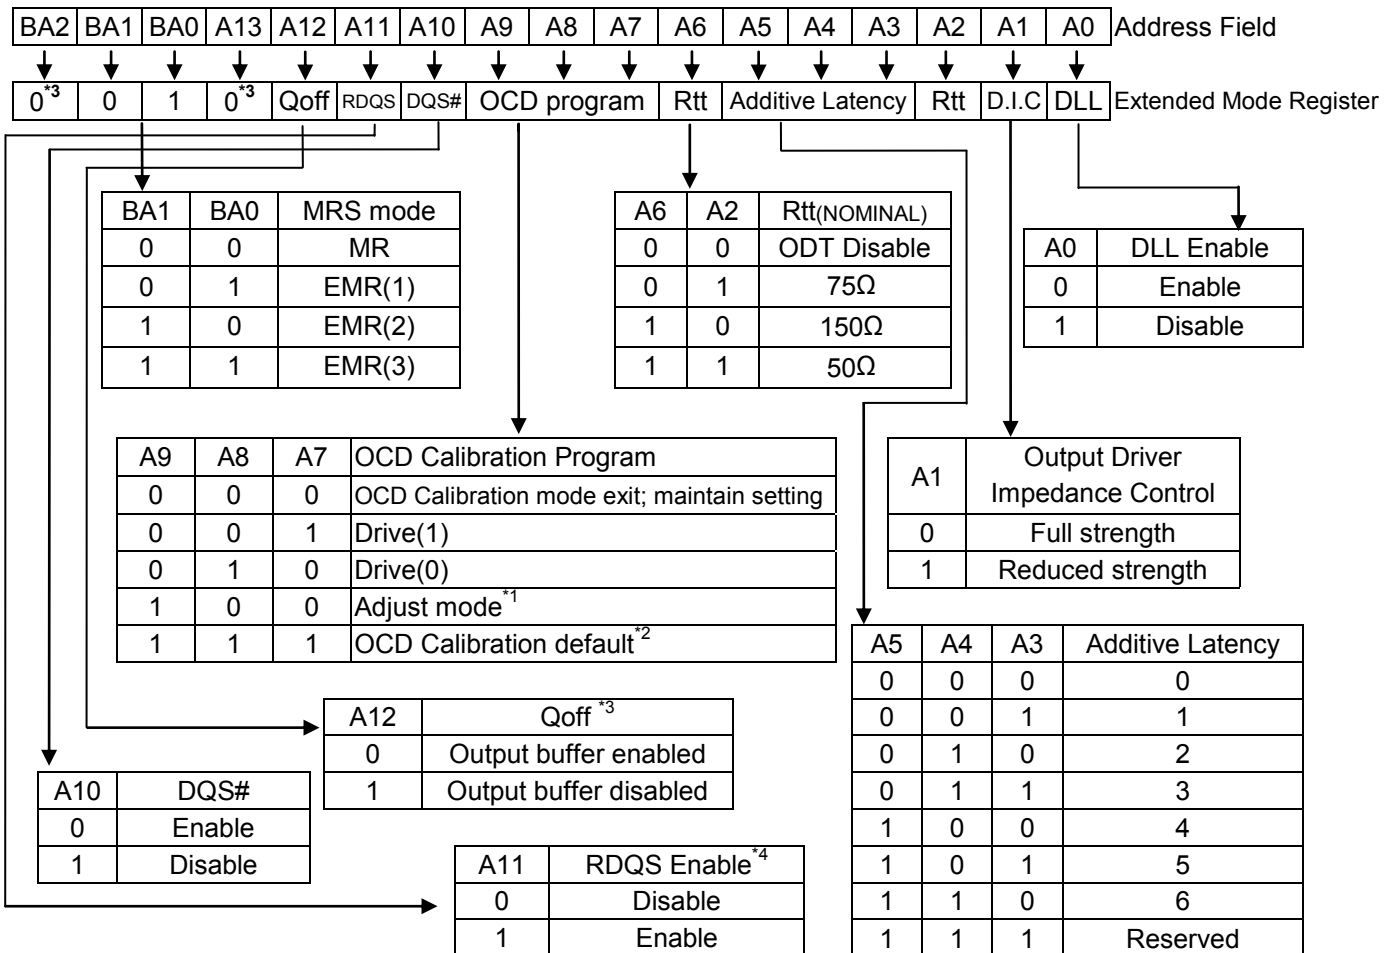 BA2 BA1 BA0 A13 A12 A11 A10 A9 A8 A7 A6 A5 A4 A3 A2 A1 A0 Address Field
0*3 0 1 0*3 Qoff RDQS DQS# OCD program Rtt Additive Latency Rtt D.I.C DLL Extended Mode Register
BA1 BA0 MRS mode
0 0 MR
0 1 EMR(1)
1 0 EMR(2)
1 1 EMR(3)
A6 A2 Rtt(NOMINAL)
0 0 ODT Disable
0 1 75Ω
1 0 150Ω
1 1 50Ω
A0 DLL Enable
0 Enable
1 Disable
A9 A8 A7 OCD Calibration Program
0 0 0 OCD Calibration mode exit; maintain setting
0 0 1 Drive(1)
0 1 0 Drive(0)
1 0 0 Adjust mode*1
1 1 1 OCD Calibration default*2
A1 Output Driver
Impedance Control
0 Full strength
1 Reduced strength
A12 Qoff *3
0 Output buffer enabled
1 Output buffer disabled
A10 DQS#
0 Enable
1 Disable
A11 RDQS Enable*4
0 Disable
1 Enable
A5 A4 A3 Additive Latency
0 0 0 0
0 0 1 1
0 1 0 2
0 1 1 3
1 0 0 4
1 0 1 5
1 1 0 6
1 1 1 Reserved